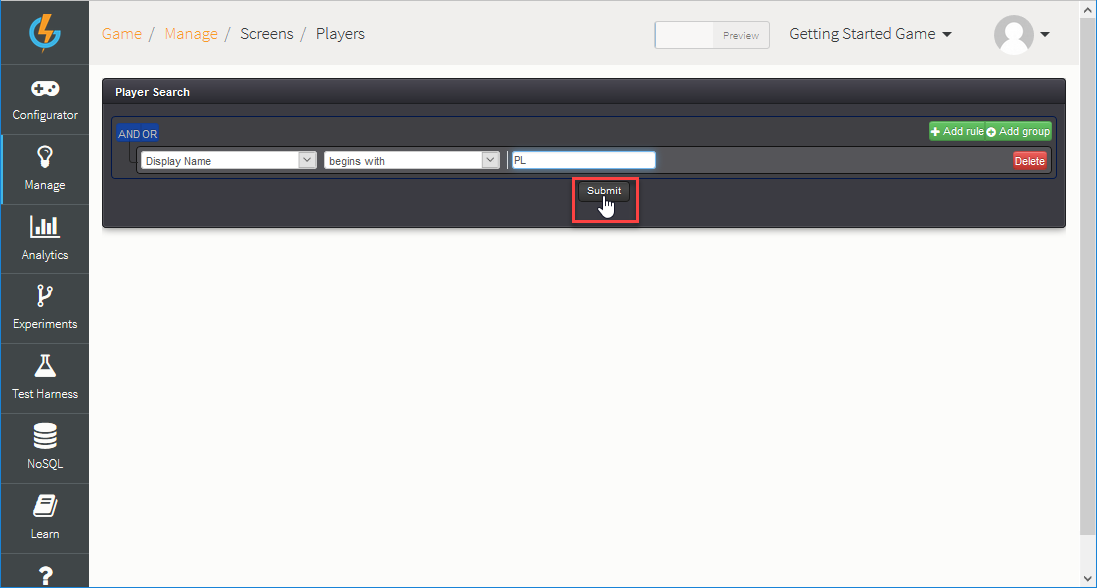 Game / Manage / Screens / Players
Preview
Getting Started Game
Configurator
Manage
Analytics
Experiments
Test Harness
NoSQL
Learn
?
Player Search
AND OR
Add rule Add group
Display Name begins with PL Delete
Submit